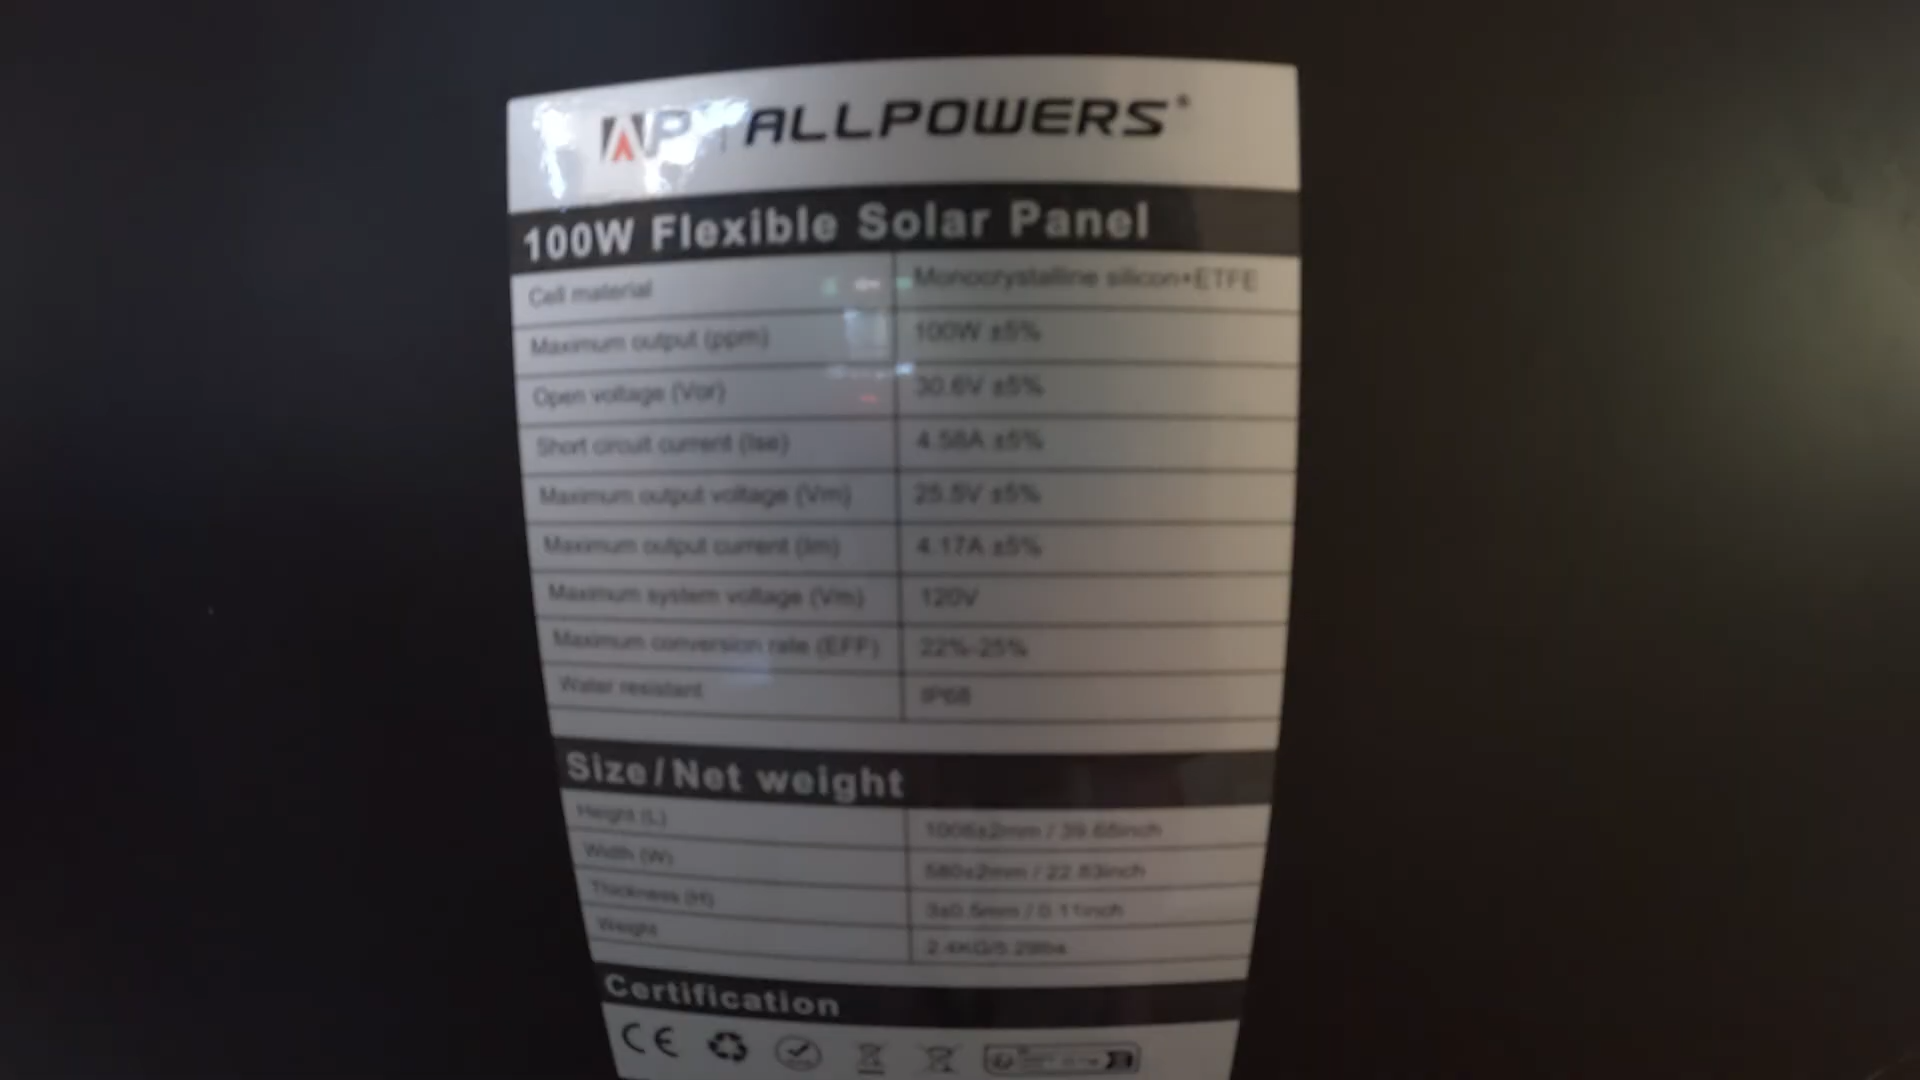 AP ALLPOWERS®
100W Flexible Solar Panel
Cell material Monocrystalline silicon+ETFE
Maximum output (ppm) 100W ±5%
Open voltage (Vor) 30.6V ±5%
Short circuit current (Ise) 4.58A ±5%
Maximum output voltage (Vm) 25.5V ±5%
Maximum output current (Im) 4.17A ±5%
Maximum system voltage (Vm) 120V
Maximum conversion rate (EFF) 22%-25%
Water resistant IP68
Size/Net weight
Height (L) 1006±2mm / 39.65inch
Width (W) 580±2mm / 22.83inch
Thickness (H) 3±0.5mm / 0.11inch
Weight 2.4KG/5.29lbs
Certification
CE